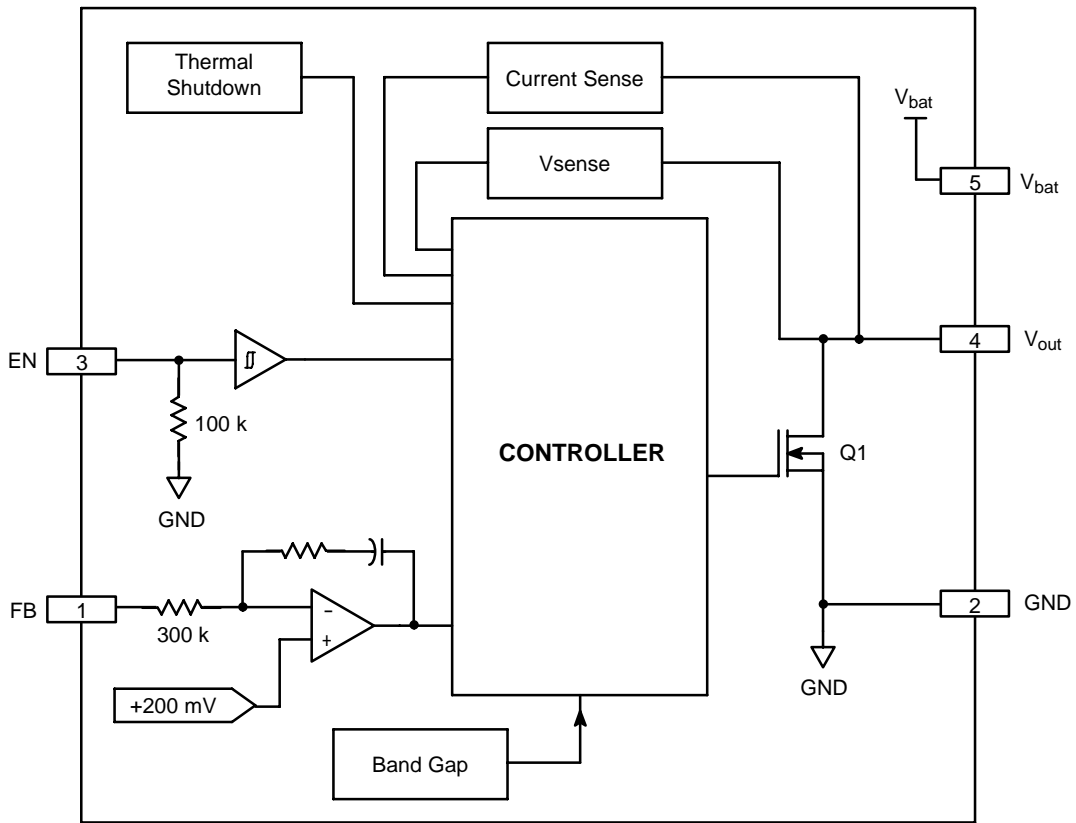 Thermal
Shutdown
Current Sense
Vsense
Vbat
5
Vbat
EN
3
100 k
GND
4
Vout
CONTROLLER
Q1
FB
1
300 k
+200 mV
2
GND
GND
Band Gap